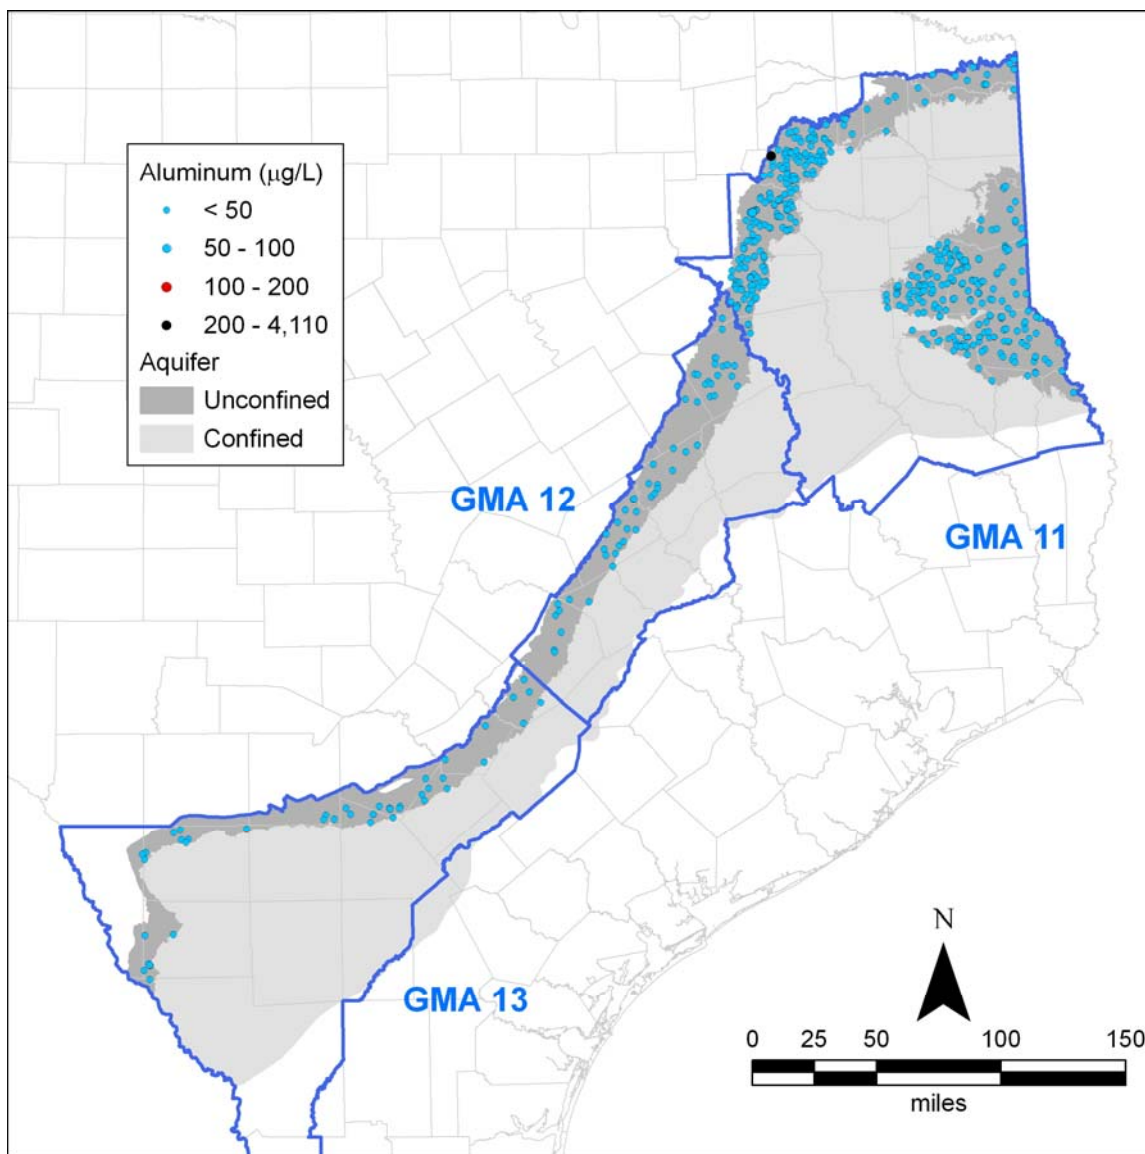 Aluminum (µg/L)
< 50
50 - 100
100 - 200
200 - 4,110
Aquifer
Unconfined
Confined
GMA 12
GMA 11
GMA 13
N
0 25 50 100 150
miles